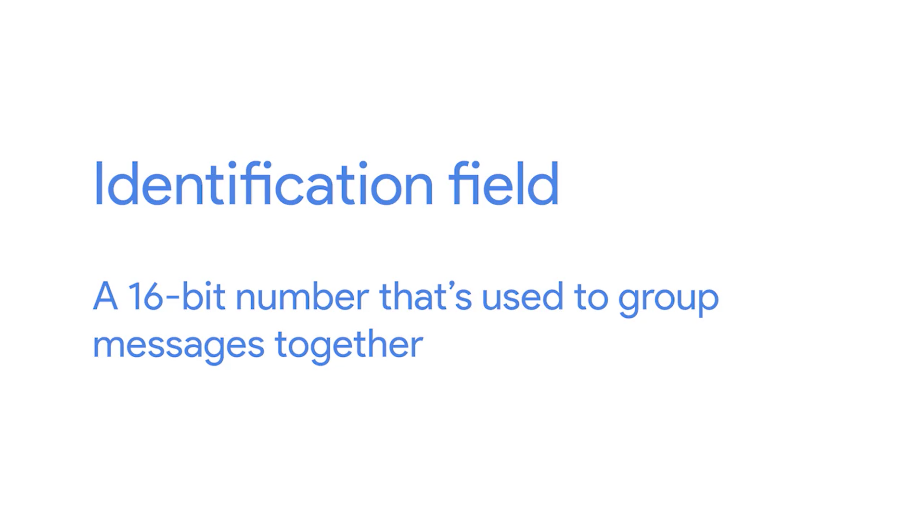 Identification field
A 16-bit number that’s used to group
messages together